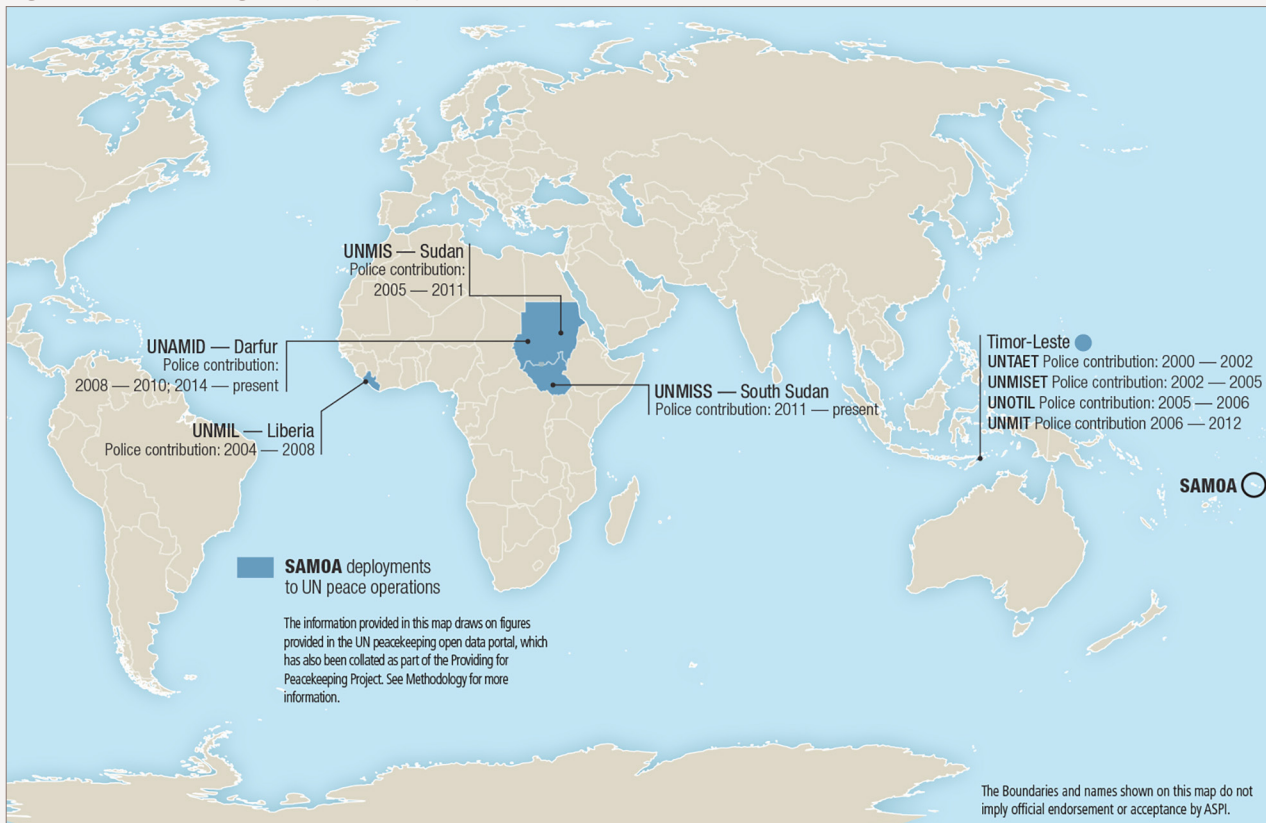 UNMIS — Sudan
Police contribution:
2005 — 2011
UNAMID — Darfur
Police contribution:
2008 — 2010; 2014 — present
UNMIL — Liberia
Police contribution: 2004 — 2008
UNMISS — South Sudan
Police contribution: 2011 — present
Timor-Leste
UNTAET Police contribution: 2000 — 2002
UNMISET Police contribution: 2002 — 2005
UNOTIL Police contribution: 2005 — 2006
UNMIT Police contribution 2006 — 2012
SAMOA
SAMOA deployments
to UN peace operations
The information provided in this map draws on figures
provided in the UN peacekeeping open data portal, which
has also been collated as part of the Providing for
Peacekeeping Project. See Methodology for more
information.
The Boundaries and names shown on this map do not
imply official endorsement or acceptance by ASPI.